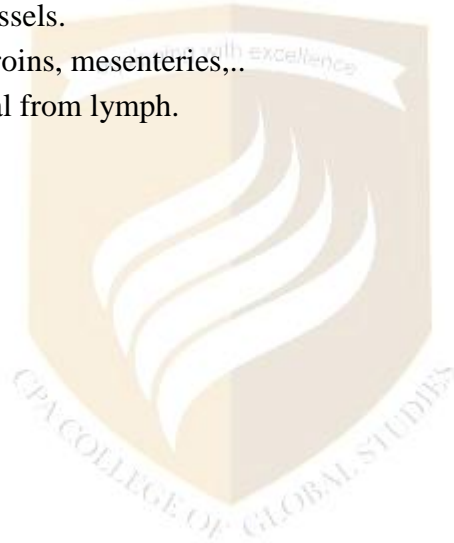 ssels.
roins, mesenteries,..
al from lymph.
with excellence
CPA COLLEGE OF GLOBAL STUDIES